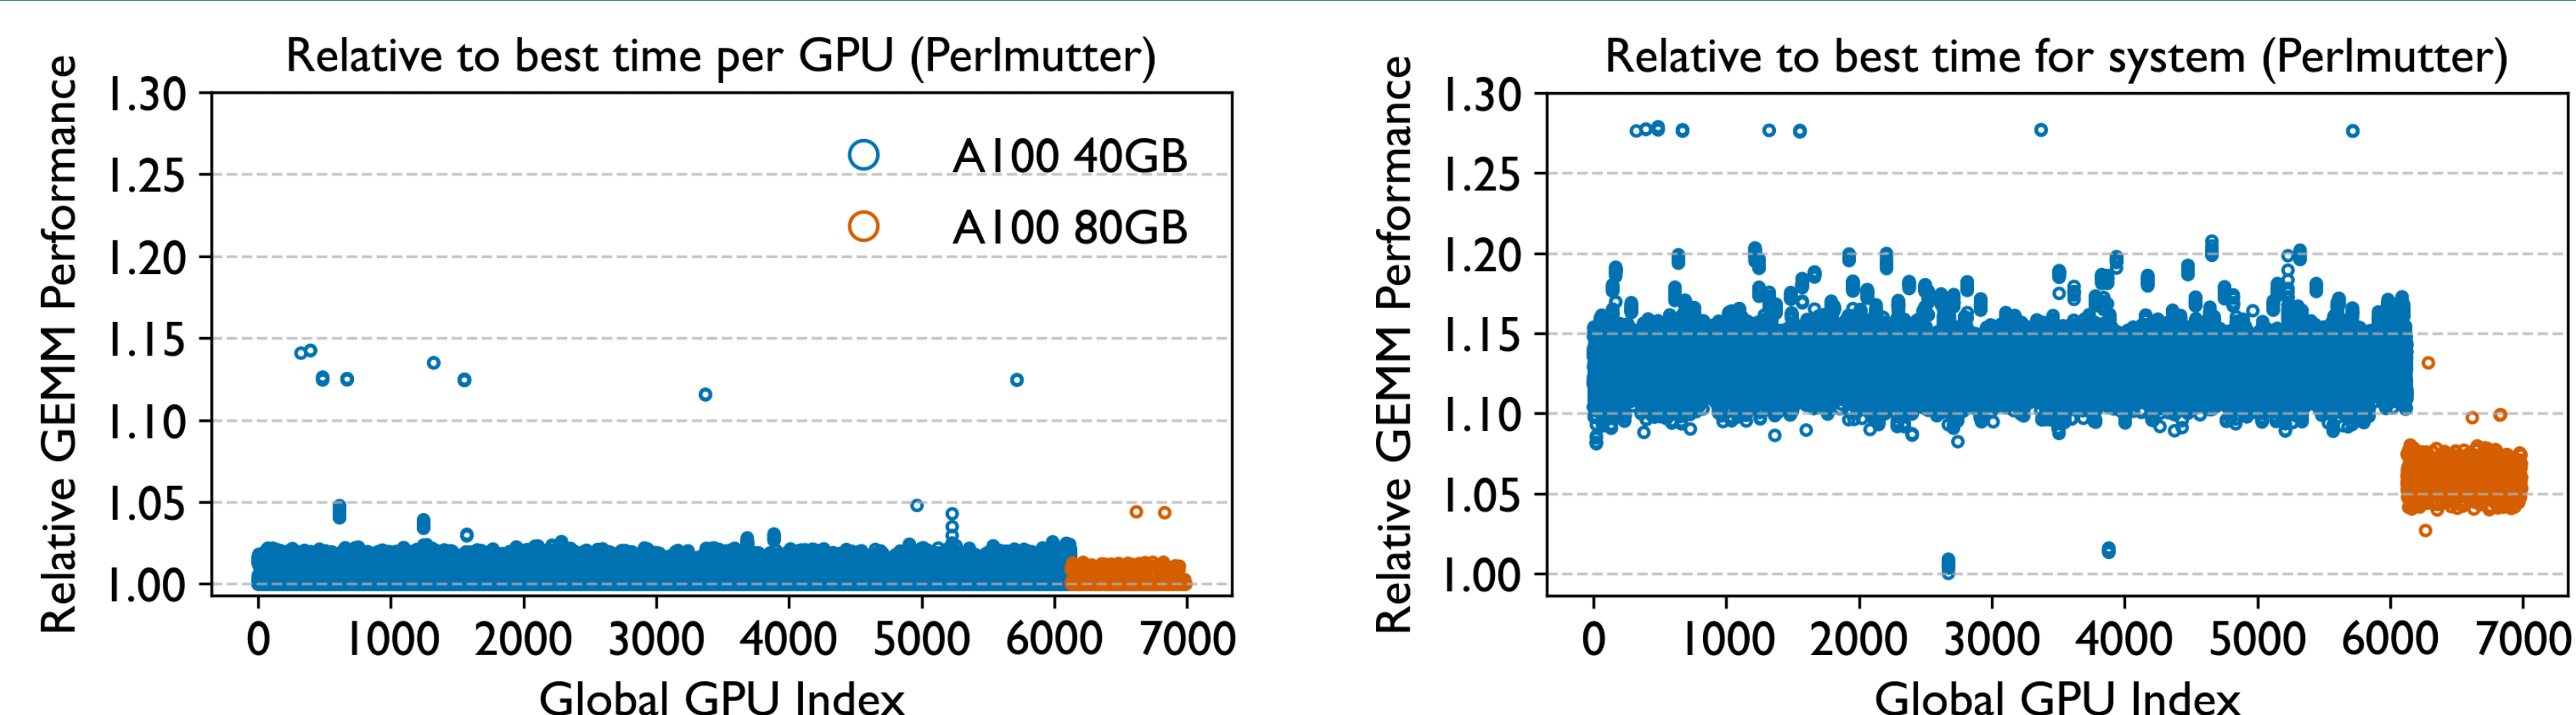 Relative to best time per GPU (Perlmutter)
Relative GEMM Performance
1.30
1.25
1.20
1.15
1.10
1.05
1.00
A100 40GB
A100 80GB
0 1000 2000 3000 4000 5000 6000 7000
Global GPU Index
Relative to best time for system (Perlmutter)
Relative GEMM Performance
1.30
1.25
1.20
1.15
1.10
1.05
1.00
0 1000 2000 3000 4000 5000 6000 7000
Global GPU Index